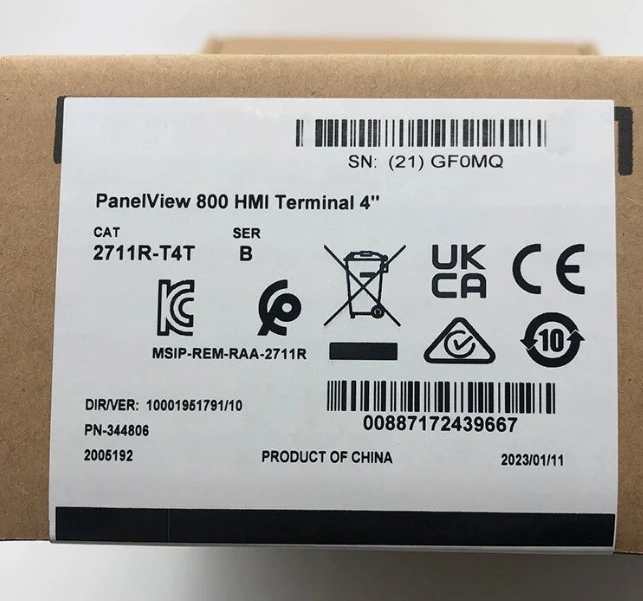 SN: (21) GF0MQ
PanelView 800 HMI Terminal 4"
CAT SER
2711R-T4T B
UK
CA
CE
KC
10
MSIP-REM-RAA-2711R
DIR/VER: 10001951791/10
00887172439667
PN-344806
2005192 PRODUCT OF CHINA 2023/01/11